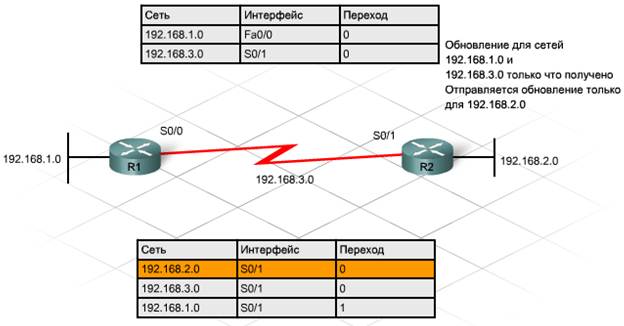 Сеть Интерфейс Переход
192.168.1.0 Fa0/0 0
192.168.3.0 S0/1 0
Обновление для сетей
192.168.1.0 и
192.168.3.0 только что получено
Отправляется обновление только
для 192.168.2.0
S0/0
S0/1
192.168.1.0
R1
192.168.3.0
R2
192.168.2.0
Сеть Интерфейс Переход
192.168.2.0 S0/1 0
192.168.3.0 S0/1 0
192.168.1.0 S0/1 1